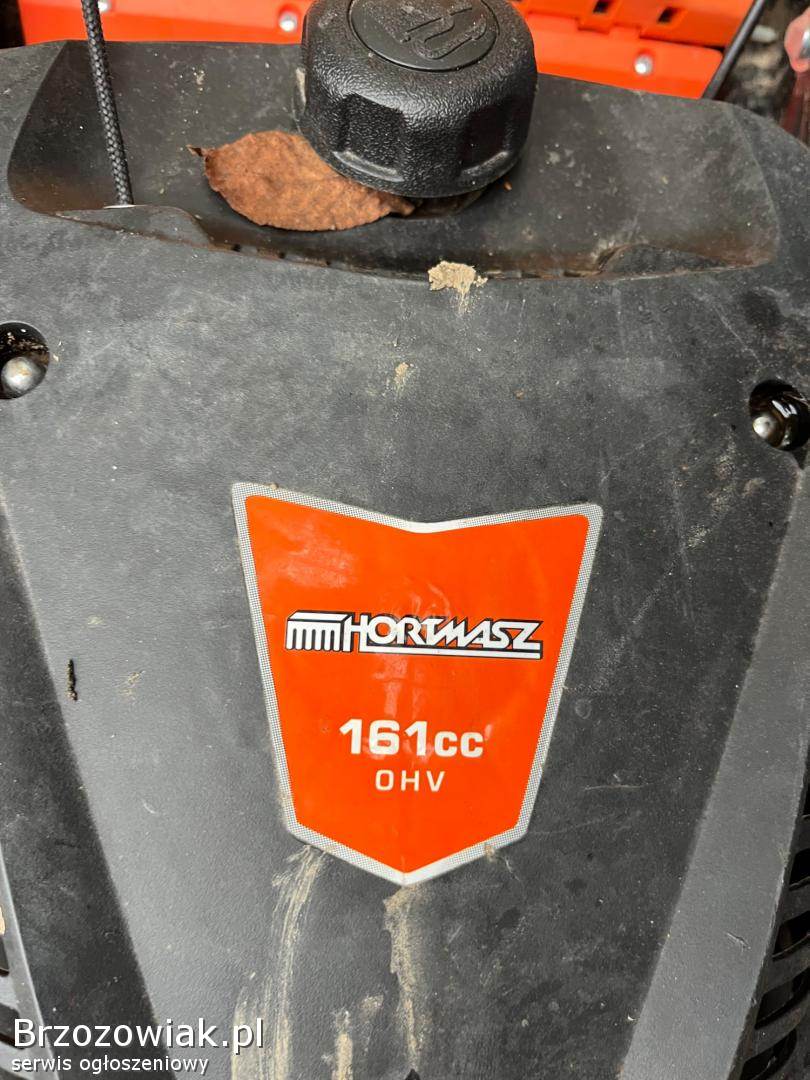 HORTMASZ
161cc
OHV
Brzozowiak.pl
serwis ogłoszeniowy